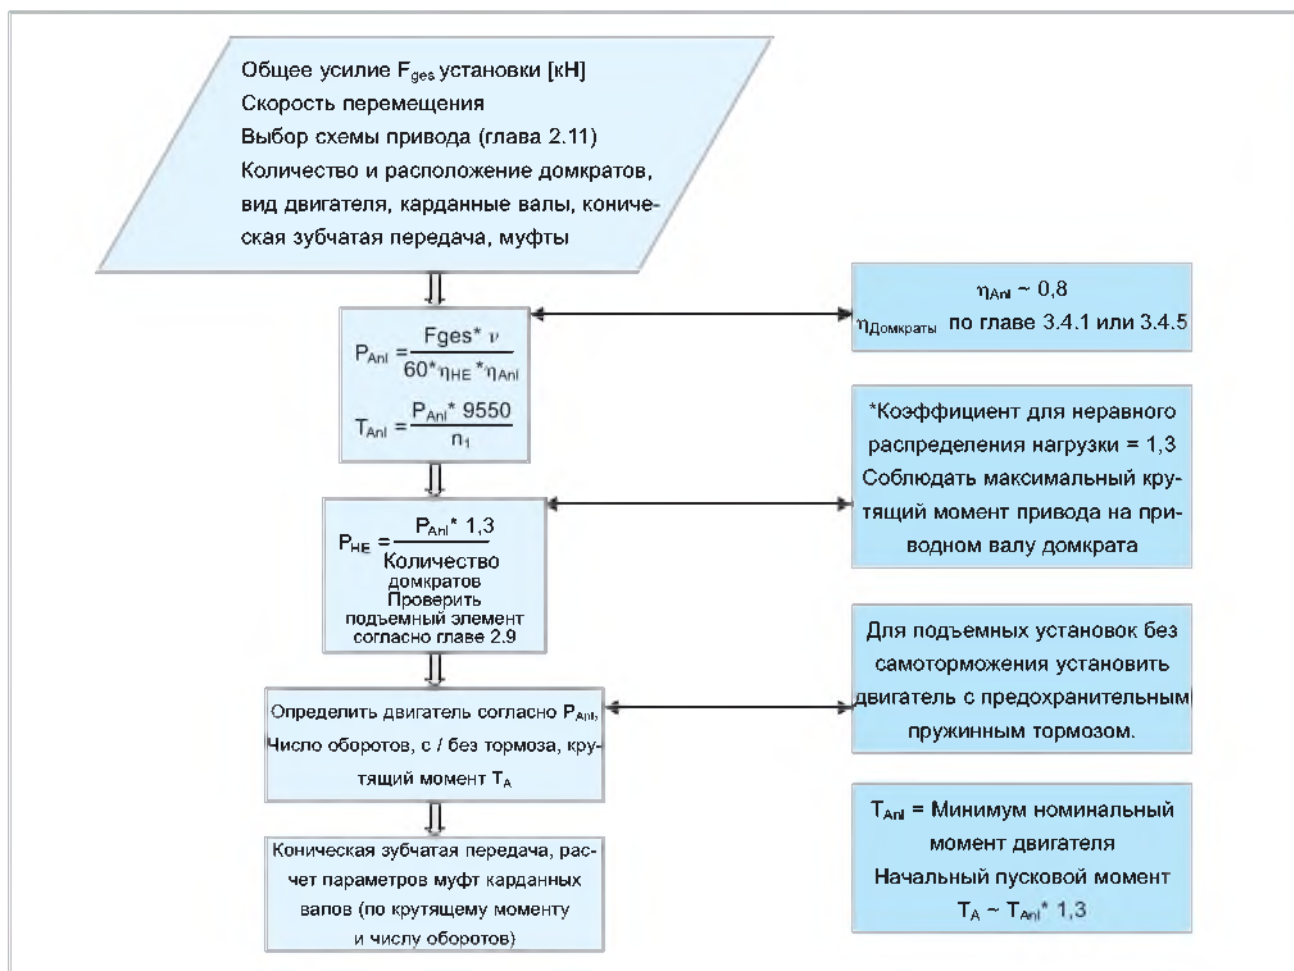 Общее усилие Fges установки [кН]
Скорость перемещения
Выбор схемы привода (глава 2.11)
Количество и расположение домкратов,
вид двигателя, карданные валы, кониче-
ская зубчатая передача, муфты
ηAnl ~ 0,8
ηДомкраты по главе 3.4.1 или 3.4.5
PAnl = Fges* ν
60*ηHE*ηAnl
TAnl = PAnl* 9550
n1
*Коэффициент для неравного
распределения нагрузки = 1,3
Соблюдать максимальный кру-
тящий момент привода на при-
водном валу домкрата
PHE = PAnl* 1,3
Количество
домкратов
Проверить
подъемный элемент
согласно главе 2.9
Для подъемных установок без
самоторможения установить
двигатель с предохранительным
пружинным тормозом.
Определить двигатель согласно PAnl,
Число оборотов, с / без тормоза, кру-
тящий момент TA
TAnl = Минимум номинальный
момент двигателя
Начальный пусковой момент
TA ~ TAnl* 1,3
Коническая зубчатая передача, рас-
чет параметров муфт карданных
валов (по крутящему моменту
и числу оборотов)